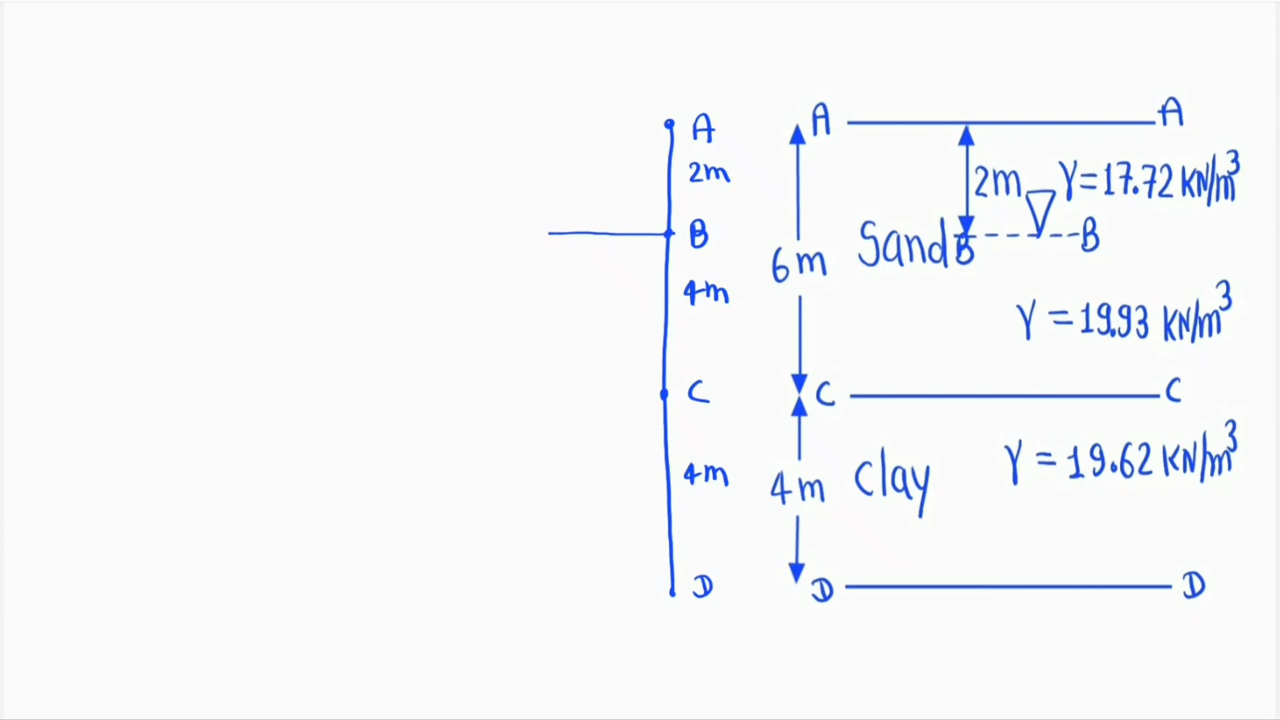 A A A
2m 2m γ=17.72 KN/m³
B Sand B B
4m 6m γ = 19.93 KN/m³
C C C
4m 4m Clay γ = 19.62 KN/m³
D D D